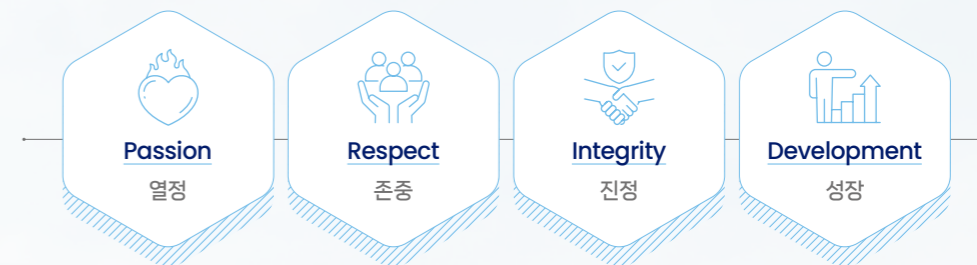 Passion
열정
Respect
존중
Integrity
진정
Development
성장